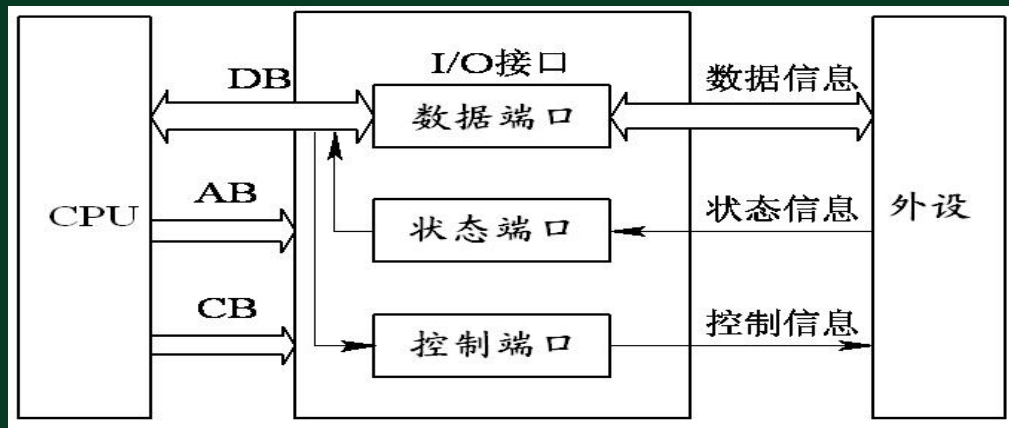 I/O接口
DB
数据信息
数据端口
AB
CPU
状态端口
状态信息
外设
CB
控制端口
控制信息